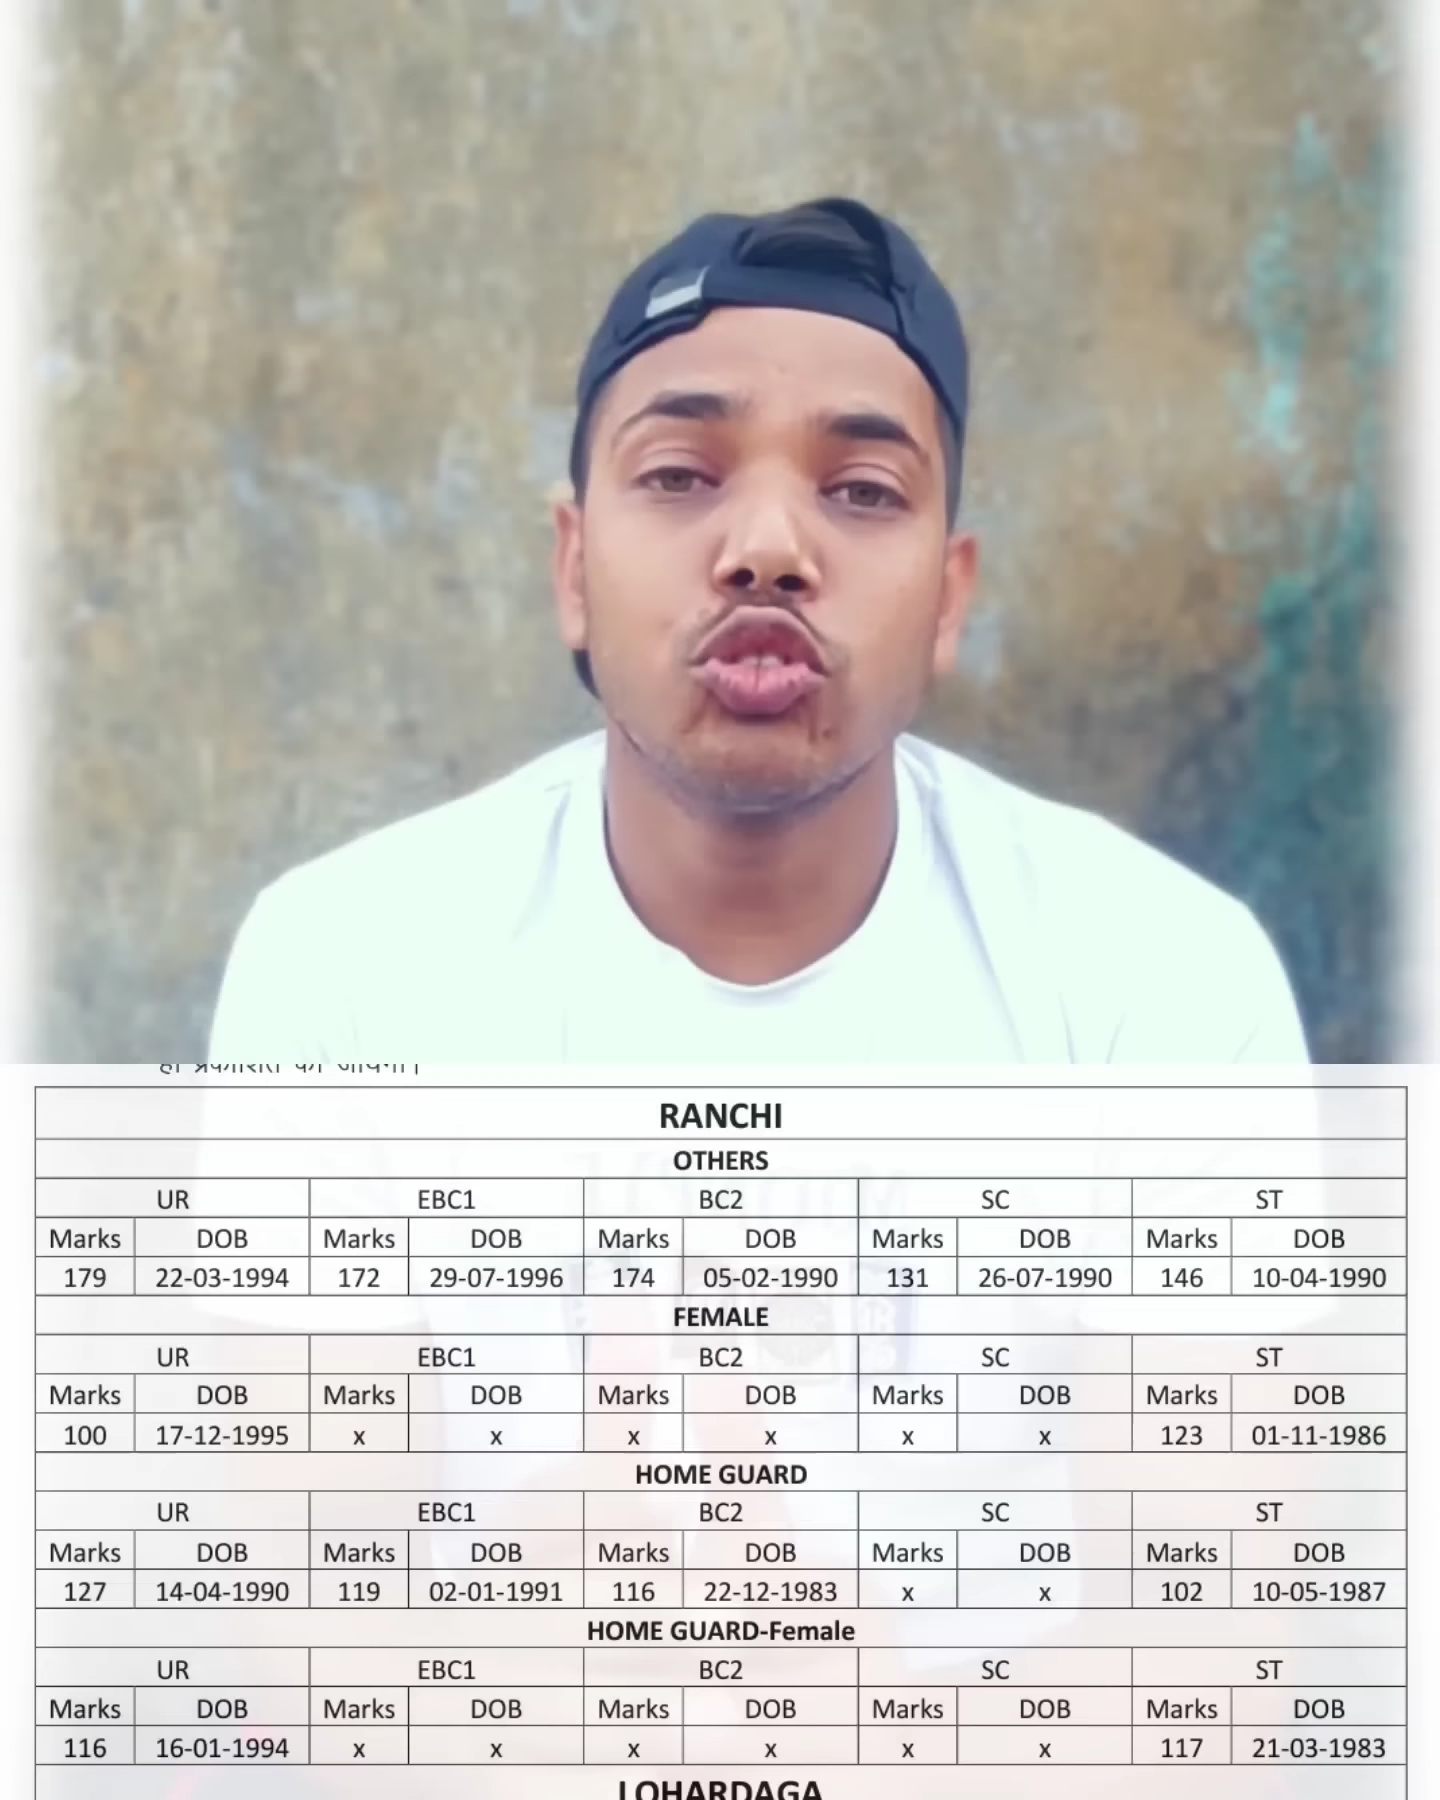 RANCHI
OTHERS
UR EBC1 BC2 SC ST
Marks DOB Marks DOB Marks DOB Marks DOB Marks DOB
179 22-03-1994 172 29-07-1996 174 05-02-1990 131 26-07-1990 146 10-04-1990
FEMALE
UR EBC1 BC2 SC ST
Marks DOB Marks DOB Marks DOB Marks DOB Marks DOB
100 17-12-1995 x x x x x x 123 01-11-1986
HOME GUARD
UR EBC1 BC2 SC ST
Marks DOB Marks DOB Marks DOB Marks DOB Marks DOB
127 14-04-1990 119 02-01-1991 116 22-12-1983 x x 102 10-05-1987
HOME GUARD-Female
UR EBC1 BC2 SC ST
Marks DOB Marks DOB Marks DOB Marks DOB Marks DOB
116 16-01-1994 x x x x x x 117 21-03-1983
LOHARDAGA